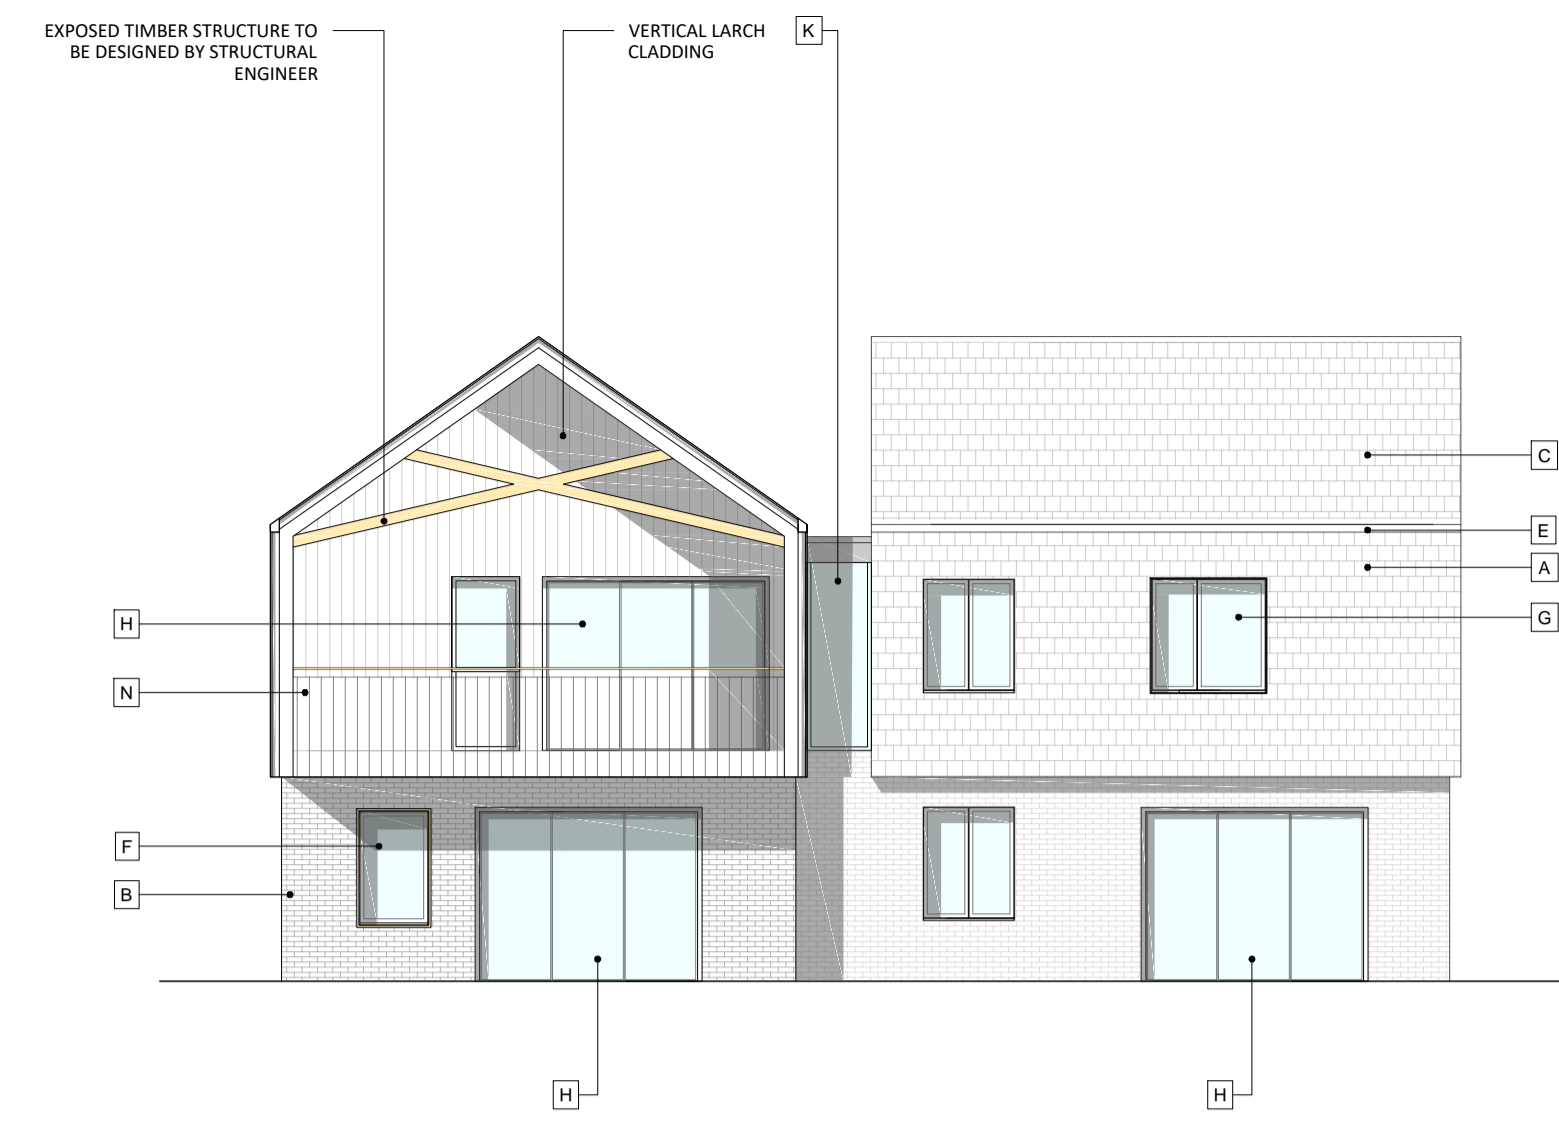 EXPOSED TIMBER STRUCTURE TO
BE DESIGNED BY STRUCTURAL
ENGINEER
VERTICAL LARCH
CLADDING
K
C
E
A
G
H
N
F
B
H
H